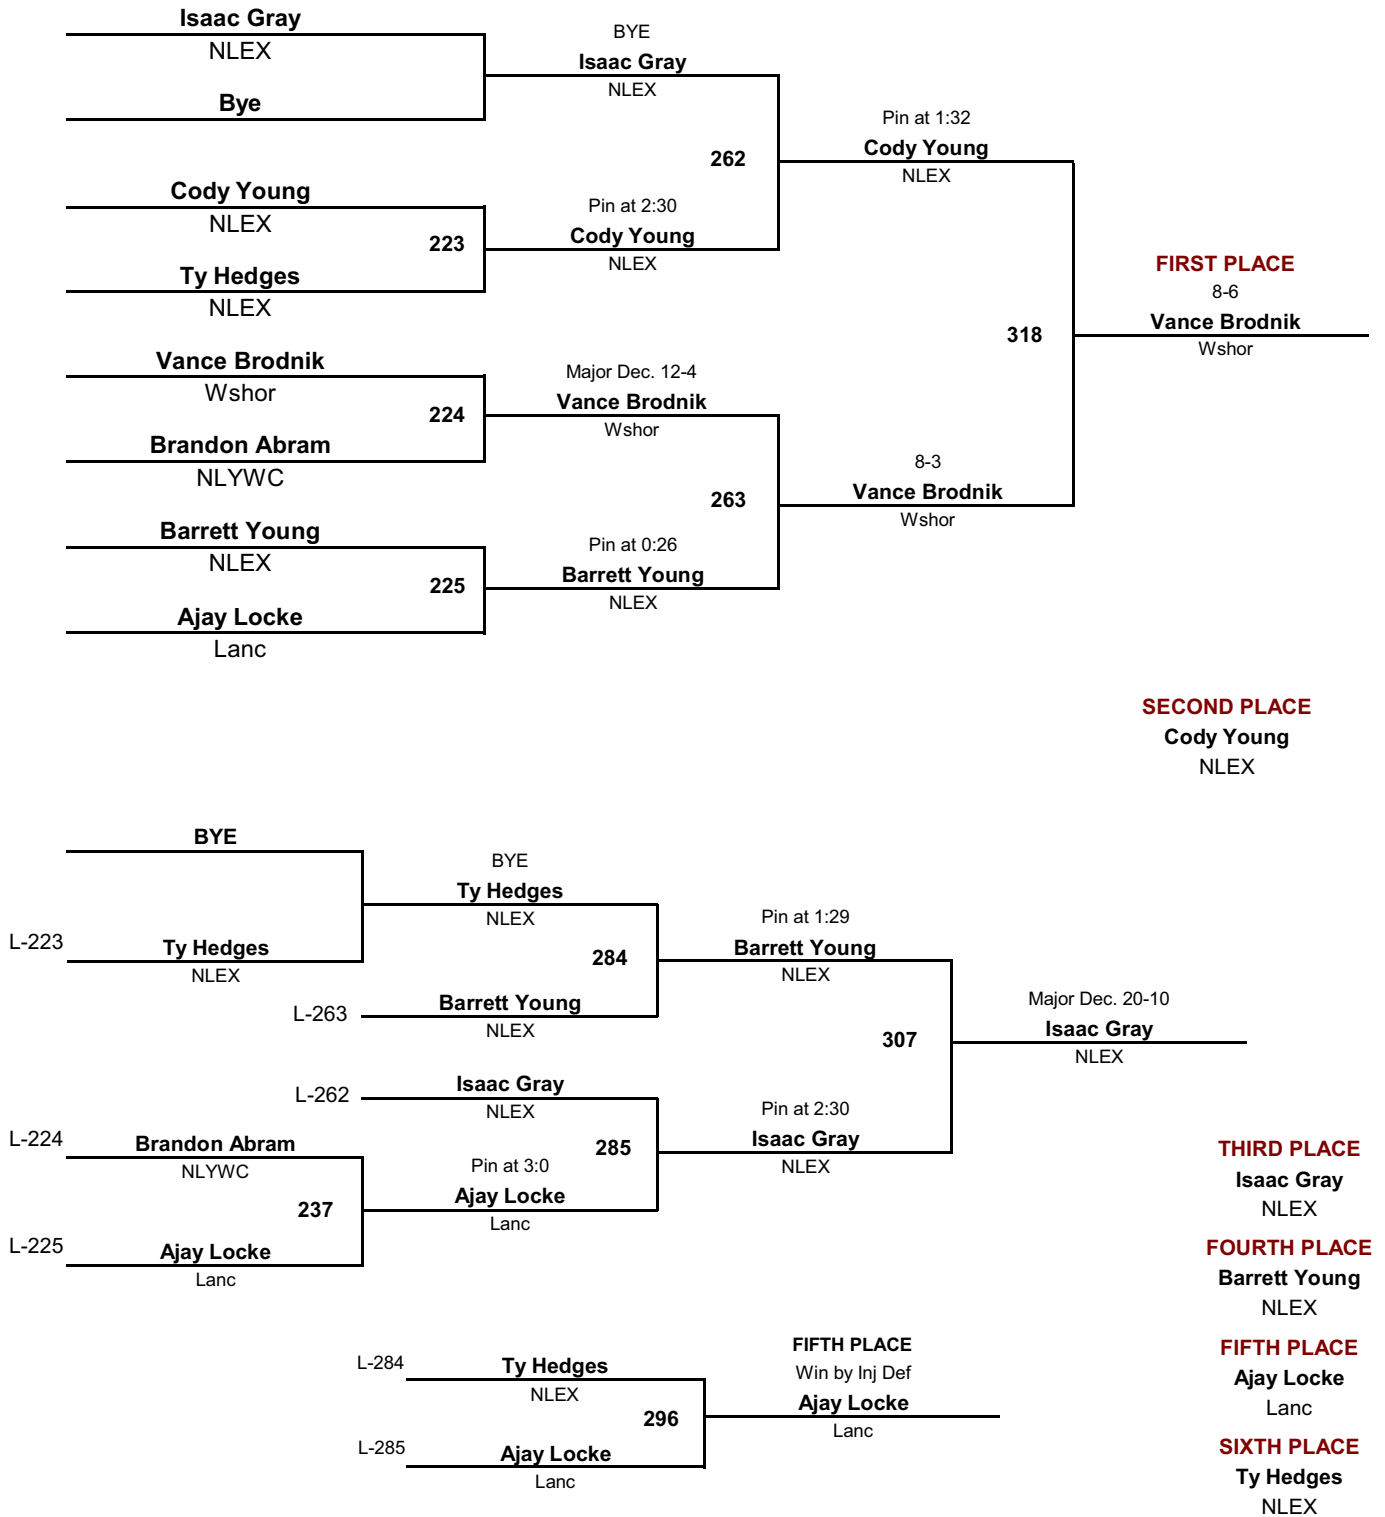 Isaac Gray
NLEX
Bye
BYE
Isaac Gray
NLEX
262
Pin at 1:32
Cody Young
NLEX
Cody Young
NLEX
223
Pin at 2:30
Cody Young
NLEX
Ty Hedges
NLEX
FIRST PLACE
8-6
Vance Brodnik
Wshor
318
Vance Brodnik
Wshor
224
Major Dec. 12-4
Vance Brodnik
Wshor
Brandon Abram
NLYWC
263
8-3
Vance Brodnik
Wshor
Barrett Young
NLEX
225
Pin at 0:26
Barrett Young
NLEX
Ajay Locke
Lanc
SECOND PLACE
Cody Young
NLEX
BYE
BYE
Ty Hedges
NLEX
L-223
Ty Hedges
NLEX
284
Pin at 1:29
Barrett Young
NLEX
L-263
Barrett Young
NLEX
307
Major Dec. 20-10
Isaac Gray
NLEX
L-262
Isaac Gray
NLEX
285
Pin at 2:30
Isaac Gray
NLEX
L-224
Brandon Abram
NLYWC
237
Pin at 3:0
Ajay Locke
Lanc
L-225
Ajay Locke
Lanc
THIRD PLACE
Isaac Gray
NLEX
FOURTH PLACE
Barrett Young
NLEX
L-284
Ty Hedges
NLEX
296
FIFTH PLACE
Win by Inj Def
Ajay Locke
Lanc
L-285
Ajay Locke
Lanc
FIFTH PLACE
Ajay Locke
Lanc
SIXTH PLACE
Ty Hedges
NLEX